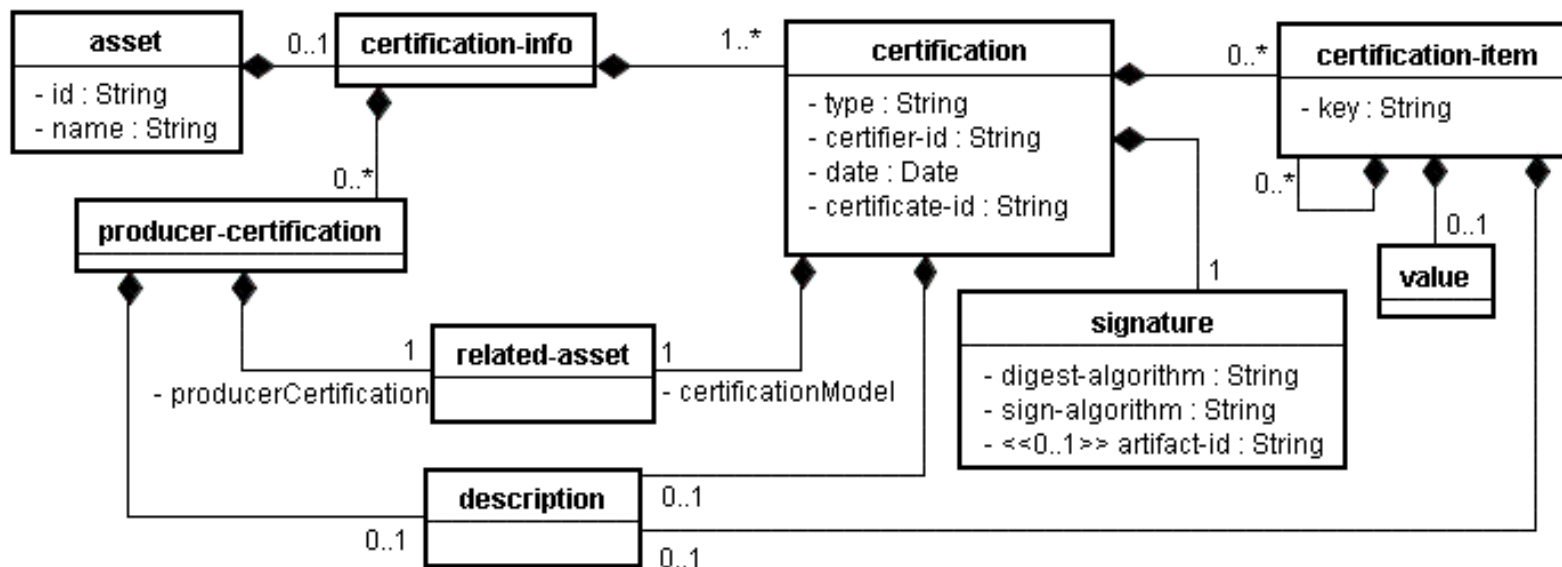 asset
- id : String
- name : String
0..1
certification-info
1..*
certification
- type : String
- certifier-id : String
- date : Date
- certificate-id : String
0..*
certification-item
- key : String
0..*
producer-certification
0..*
0..1
value
1
signature
- digest-algorithm : String
- sign-algorithm : String
- <<0..1>> artifact-id : String
1
- producerCertification
related-asset
1
- certificationModel
description
0..1
0..1
0..1